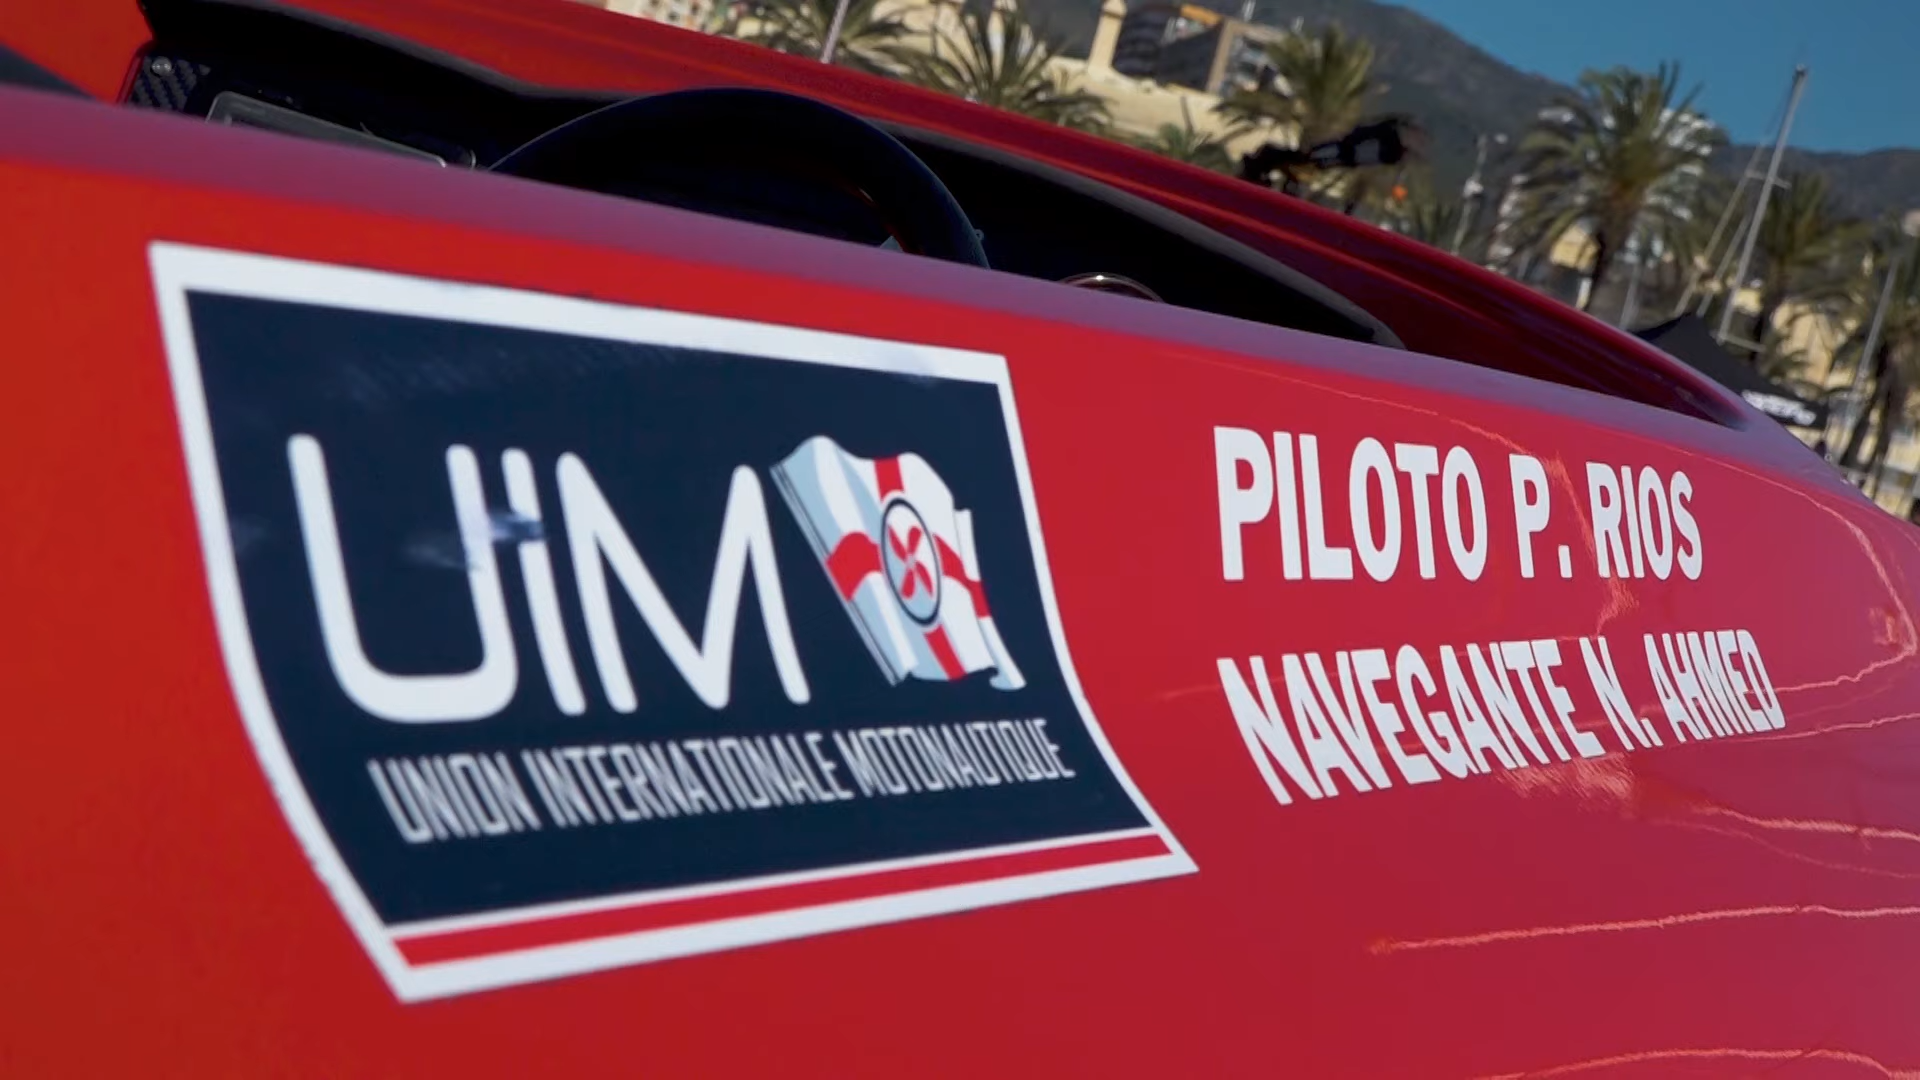 UiM
UNION INTERNATIONALE MOTONAUTIQUE
PILOTO P. RIOS
NAVEGANTE N. AHMED